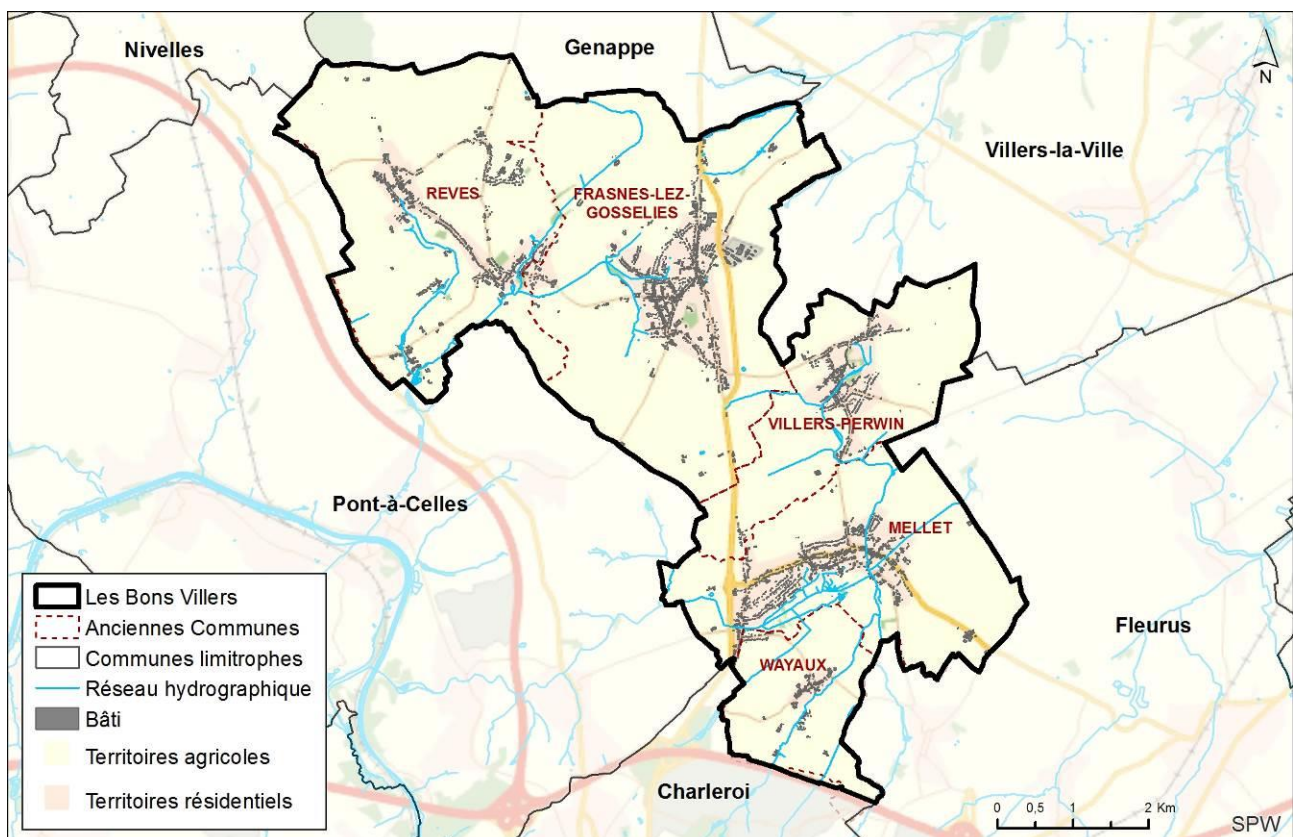 Nivelles
Genappe
N
Villers-la-Ville
REVES
FRASNES-LEZ-
GOSSELIES
VILLERS-PERWIN
Pont-à-Celles
MELLET
Fleurus
WAYAUX
Charleroi
Les Bons Villers
Anciennes Communes
Communes limitrophes
Réseau hydrographique
Bâti
Territoires agricoles
Territoires résidentiels
0 0,5 1 2 Km
SPW